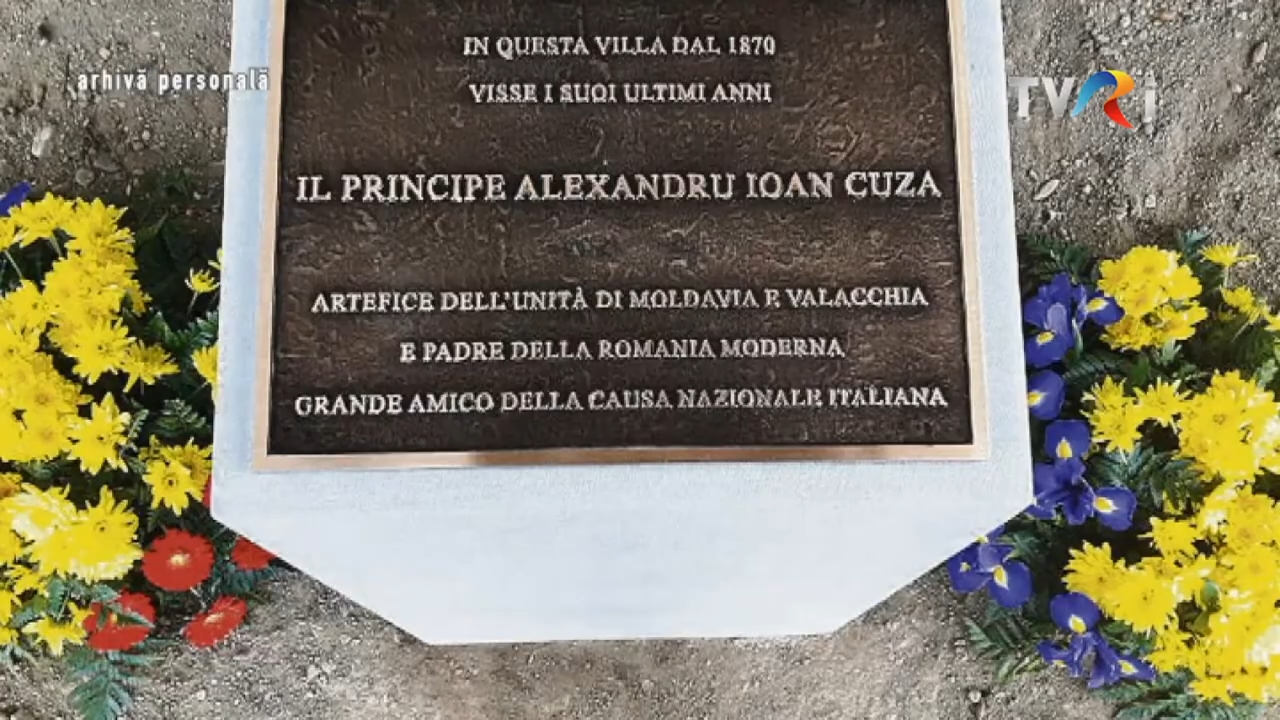 IN QUESTA VILLA DAL 1870
arhivă personală
TVRi
VISSE I SUOI ULTIMI ANNI
IL PRINCIPE ALEXANDRU IOAN CUZA
ARTEFICE DELL'UNITÀ DI MOLDAVIA E VALACCHIA
E PADRE DELLA ROMANIA MODERNA
GRANDE AMICO DELLA CAUSA NAZIONALE ITALIANA